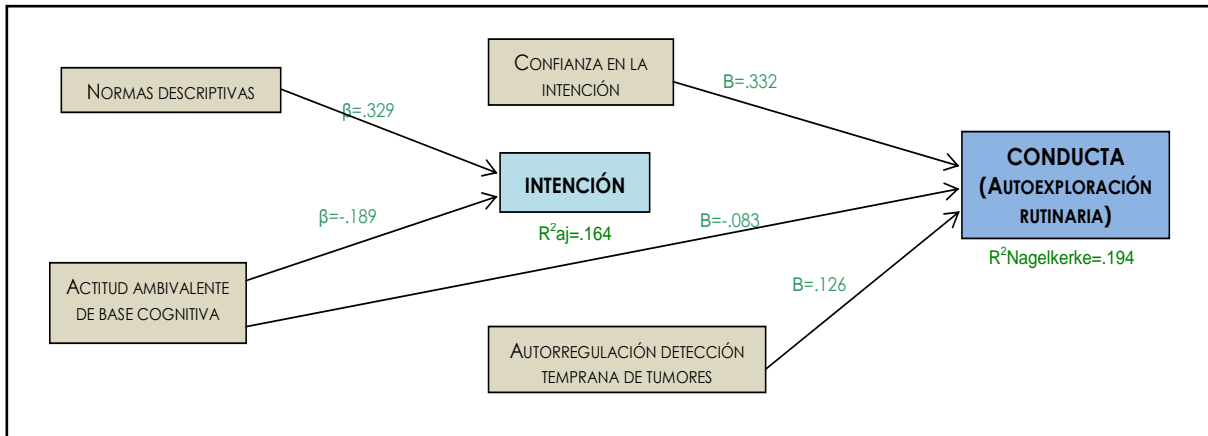 NORMAS DESCRIPTIVAS
β=.329
CONFIANZA EN LA
INTENCIÓN
B=.332
INTENCIÓN
R²aj=.164
CONDUCTA
(AUTOEXPLORACIÓN
RUTINARIA)
R²Nagelkerke=.194
β=-.189
B=-.083
ACTITUD AMBIVALENTE
DE BASE COGNITIVA
B=.126
AUTORREGULACIÓN DETECCIÓN
TEMPRANA DE TUMORES